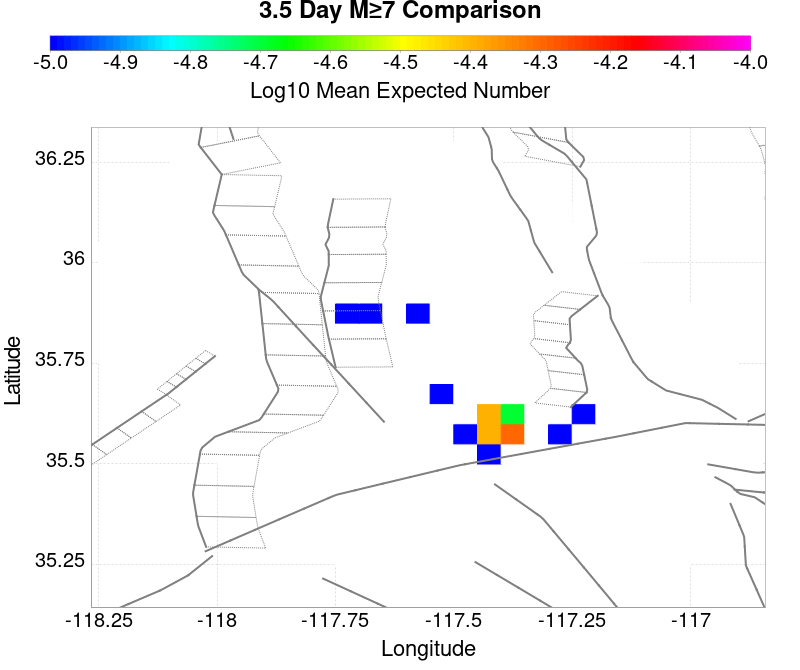 3.5 Day M≥7 Comparison
-5.0 -4.9 -4.8 -4.7 -4.6 -4.5 -4.4 -4.3 -4.2 -4.1 -4.0
Log10 Mean Expected Number
36.25
36
35.75
35.5
35.25
Latitude
-118.25 -118 -117.75 -117.5 -117.25 -117
Longitude